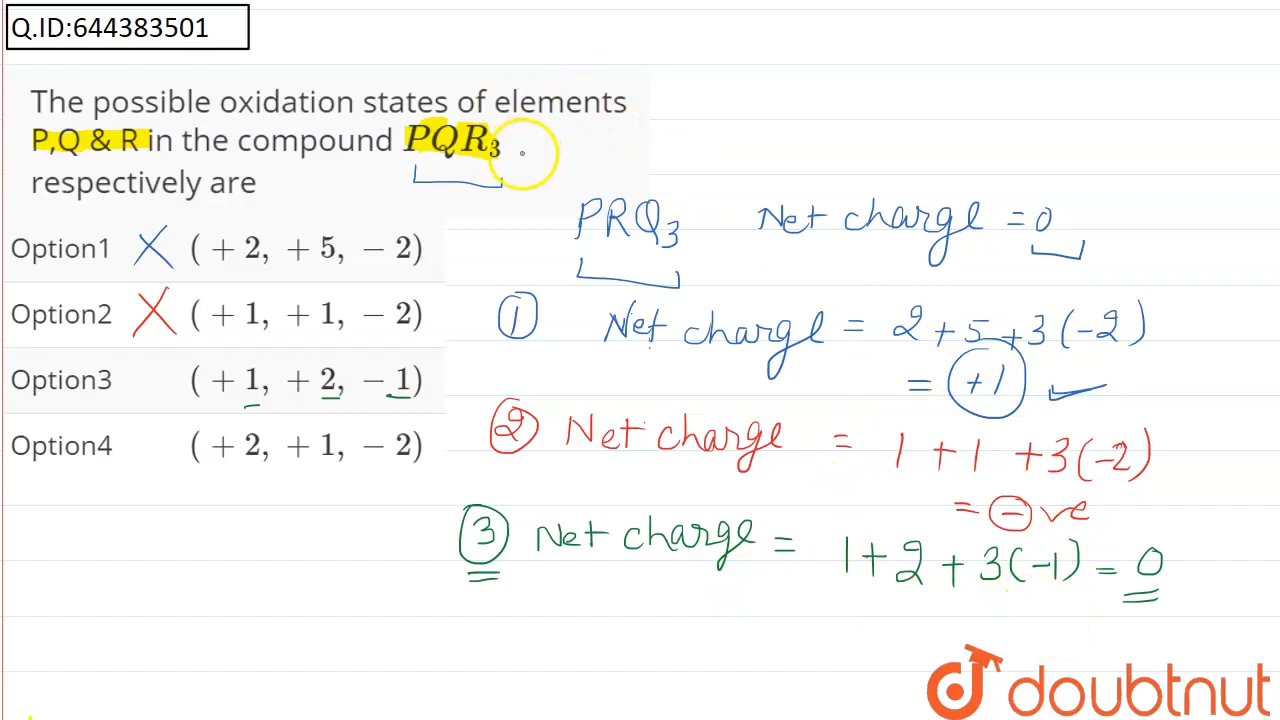 Q.ID:644383501
The possible oxidation states of elements
P,Q & R in the compound PQR₃
respectively are
Option1 ( + 2, + 5, − 2)
Option2 ( + 1, + 1, − 2)
Option3 ( + 1, + 2, − 1)
Option4 ( + 2, + 1, − 2)
PRQ₃ Net charge = 0
① Net charge = 2 + 5 + 3(−2)
= +1
② Net charge = 1 + 1 + 3(−2)
= − ve
③ Net charge = 1 + 2 + 3(−1) = 0
doubtnut